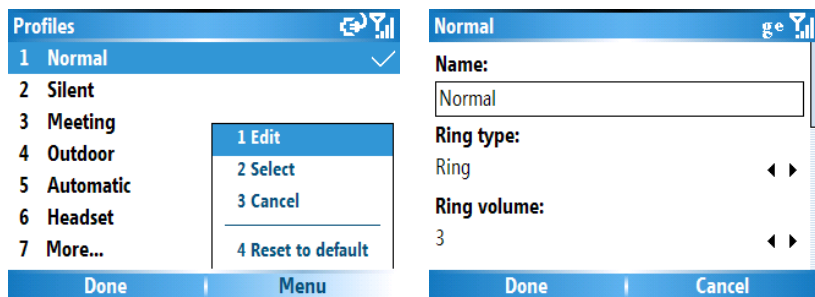 Profiles
1 Normal
2 Silent
3 Meeting
4 Outdoor
5 Automatic
6 Headset
7 More...
1 Edit
2 Select
3 Cancel
4 Reset to default
Done Menu
Normal ge
Name:
Normal
Ring type:
Ring
Ring volume:
3
Done Cancel